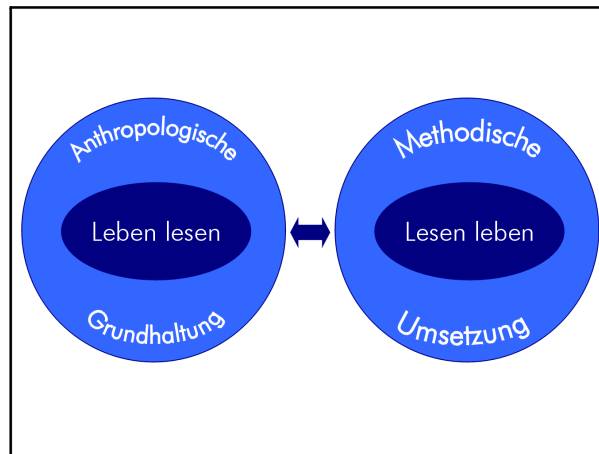 Anthropologische
Leben lesen
Grundhaltung
Methodische
Lesen leben
Umsetzung